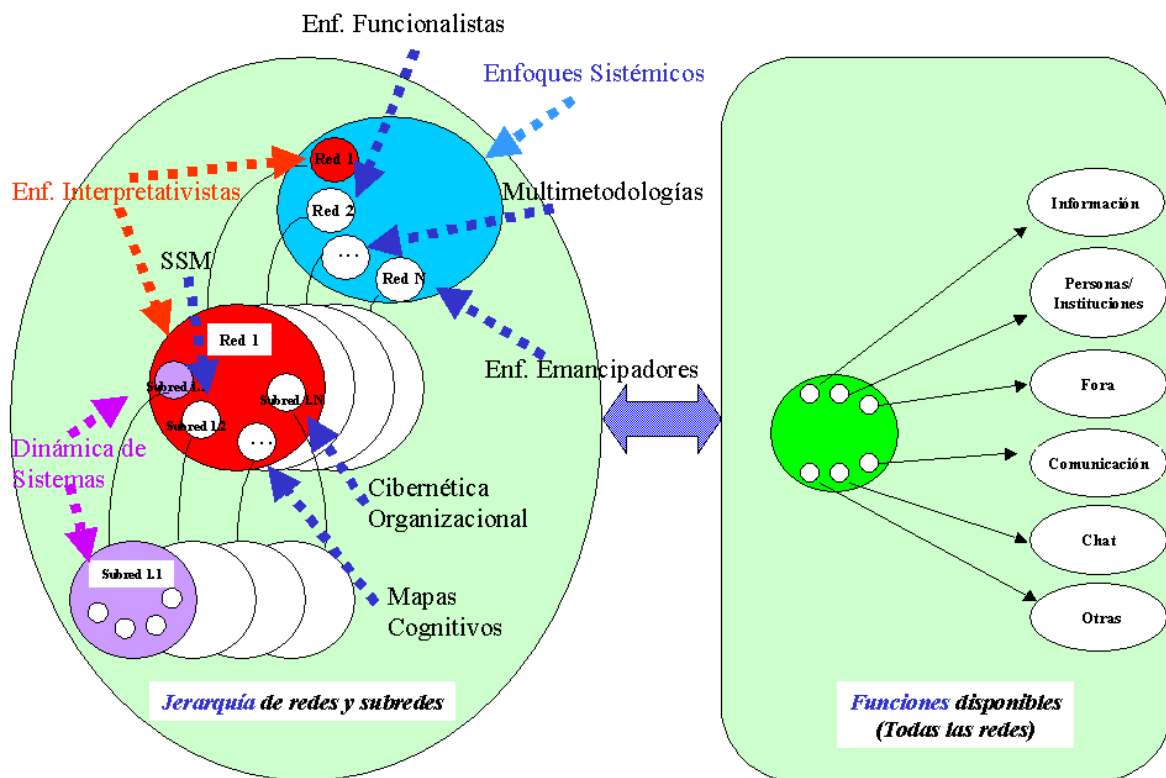 Enf. Funcionalistas
Enfoques Sistémicos
Red 1
Enf. Interpretativistas
Multimetodologías
Red 2
...
SSM
Red N
Red 1
Enf. Emancipadores
Subred 1.N
Subred 1.2
...
Dinámica de
Sistemas
Cibernética
Organizacional
Subred 1.1
Mapas
Cognitivos
Jerarquía de redes y subredes
Información
Personas/
Instituciones
Fora
Comunicación
Chat
Otras
Funciones disponibles
(Todas las redes)